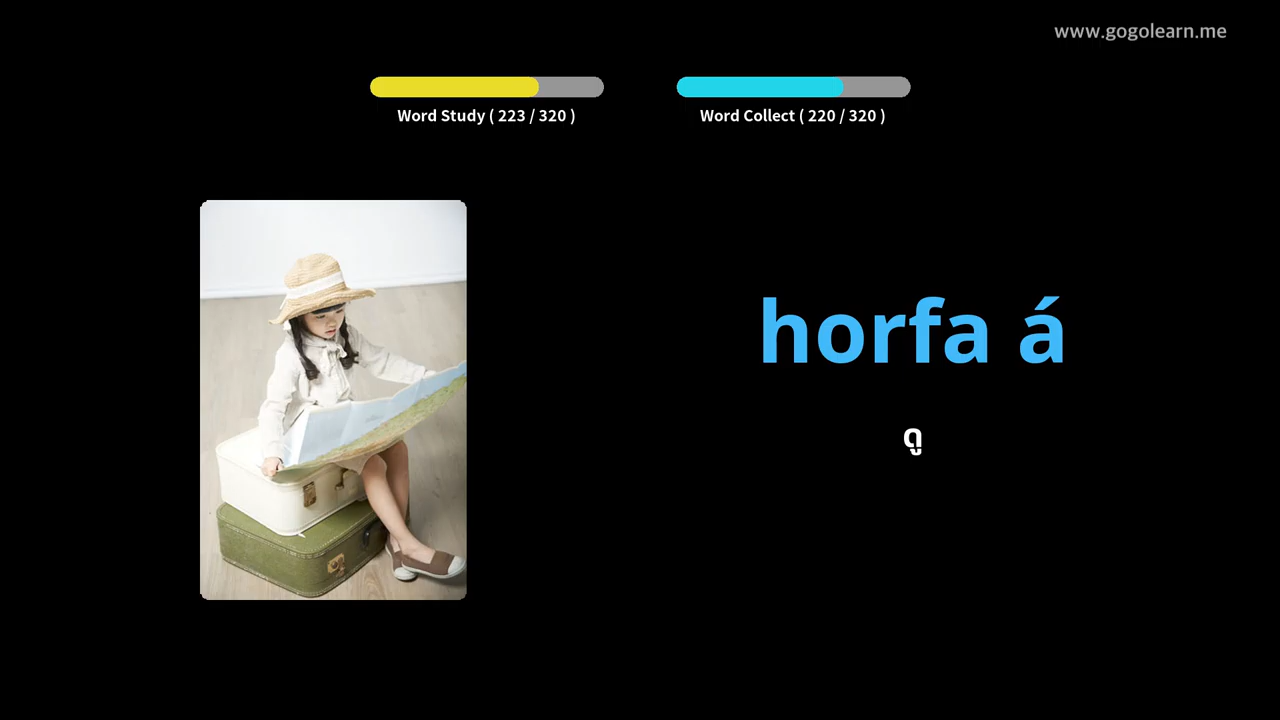 www.gogolearn.me
Word Study ( 223 / 320 )
Word Collect ( 220 / 320 )
horfa á
ดู